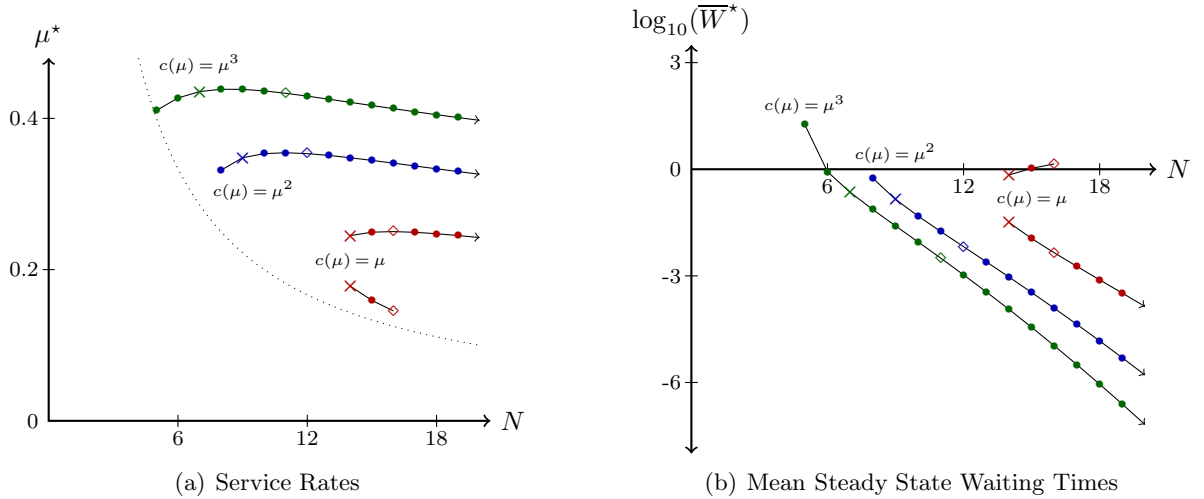 μ⋆
c(μ) = μ³
0.4
c(μ) = μ²
c(μ) = μ
0.2
0
6
12
18
N
(a) Service Rates
log₁₀(W̅⋆)
3
c(μ) = μ³
c(μ) = μ²
0
6
12
18
N
c(μ) = μ
-3
-6
(b) Mean Steady State Waiting Times